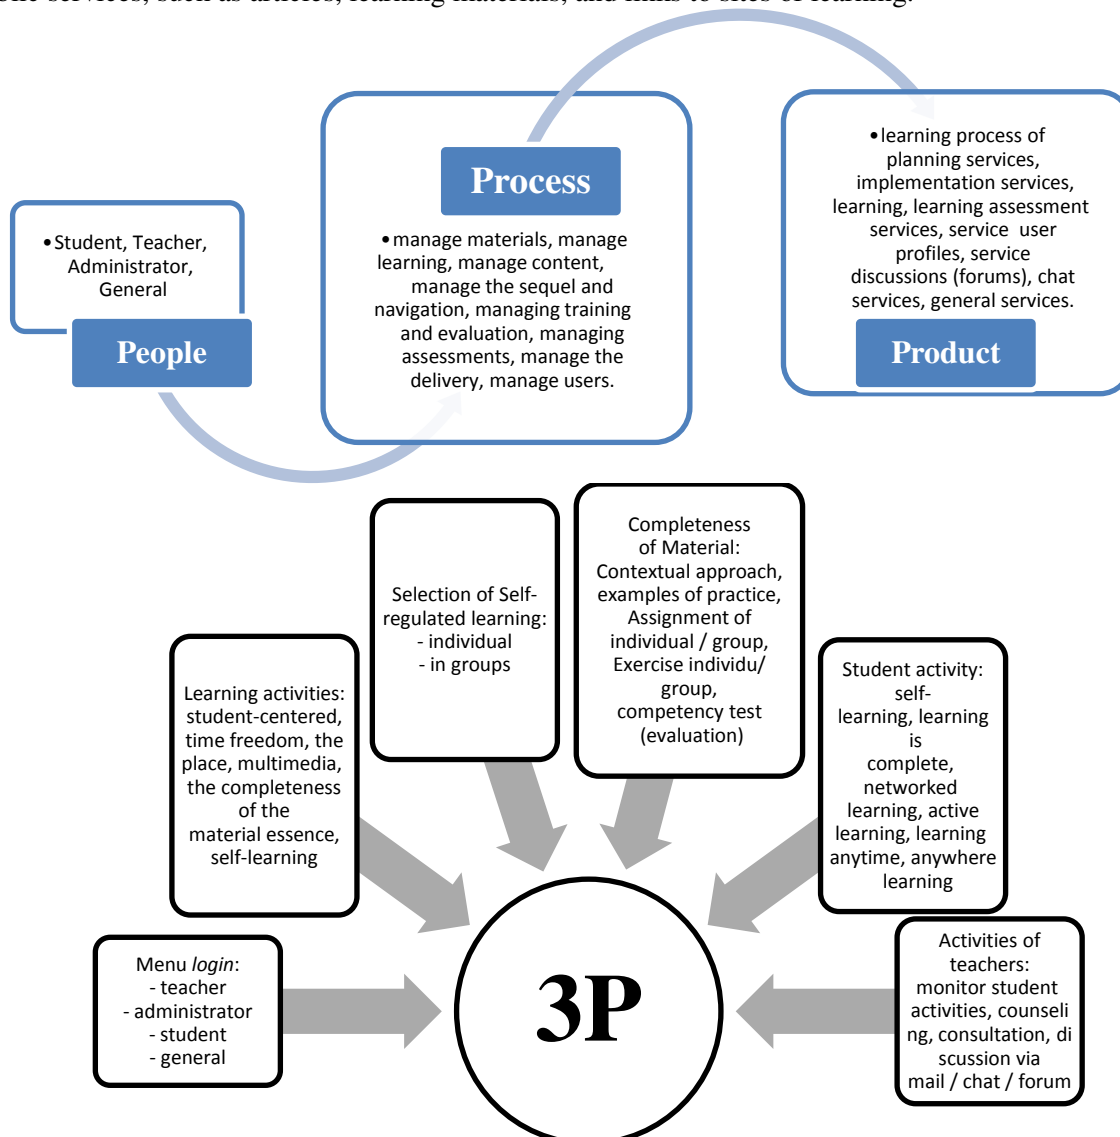 •Student, Teacher,
Administrator,
General
People
Process
•manage materials, manage
learning, manage content,
manage the sequel and
navigation, managing training
and evaluation, managing
assessments, manage the
delivery, manage users.
•learning process of
planning services,
implementation services,
learning, learning assessment
services, service user
profiles, service
discussions (forums), chat
services, general services.
Product
Menu login:
- teacher
- administrator
- student
- general
Learning activities:
student-centered,
time freedom, the
place, multimedia,
the completeness
of the
material essence,
self-learning
Selection of Self-
regulated learning:
- individual
- in groups
Completeness
of Material:
Contextual approach,
examples of practice,
Assignment of
individual / group,
Exercise individu/
group,
competency test
(evaluation)
Student activity:
self-
learning, learning
is
complete,
networked
learning, active
learning, learning
anytime, anywhere
learning
Activities of
teachers:
monitor student
activities, counseli
ng, consultation, di
scussion via
mail / chat / forum
3P